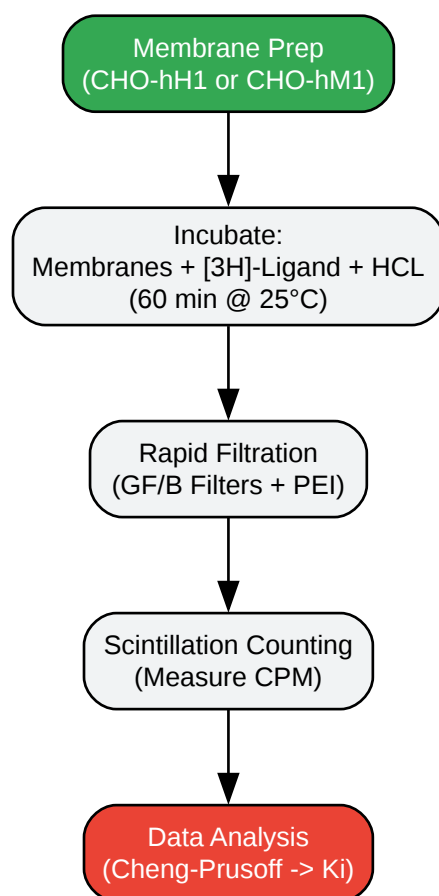 Membrane Prep
(CHO-hH1 or CHO-hM1)
Incubate:
Membranes + [3H]-Ligand + HCL
(60 min @ 25°C)
Rapid Filtration
(GF/B Filters + PEI)
Scintillation Counting
(Measure CPM)
Data Analysis
(Cheng-Prusoff -> Ki)